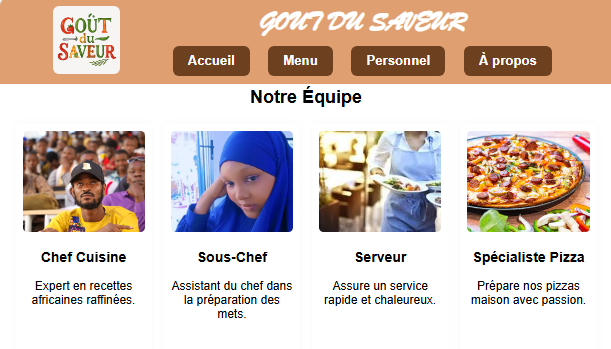 GOÛT
du
SAVEUR
GOUT DU SAVEUR
Accueil
Menu
Personnel
À propos
Notre Équipe
Chef Cuisine
Sous-Chef
Serveur
Spécialiste Pizza
Expert en recettes
africaines raffinées.
Assistant du chef dans
la préparation des
mets.
Assure un service
rapide et chaleureux.
Prépare nos pizzas
maison avec passion.